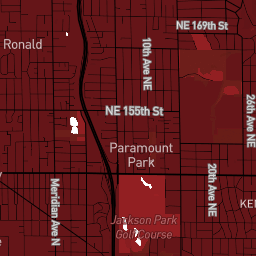 NE 169th St
Ronald
10th Ave NE
26th Ave NE
NE 155th St
Paramount
Park
Meridian Ave N
20th Ave NE
KE
Jackson Park
Golf Course
e